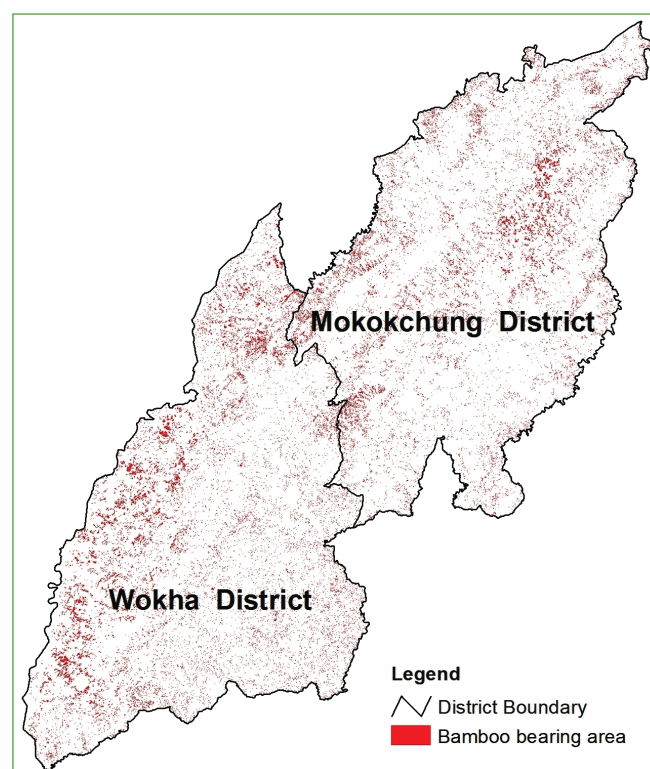 Mokokchung District
Wokha District
Legend
District Boundary
Bamboo bearing area